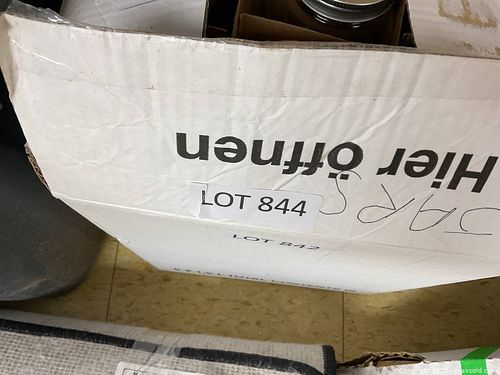 Hier öffnen
JARS
LOT 844
LOT 842